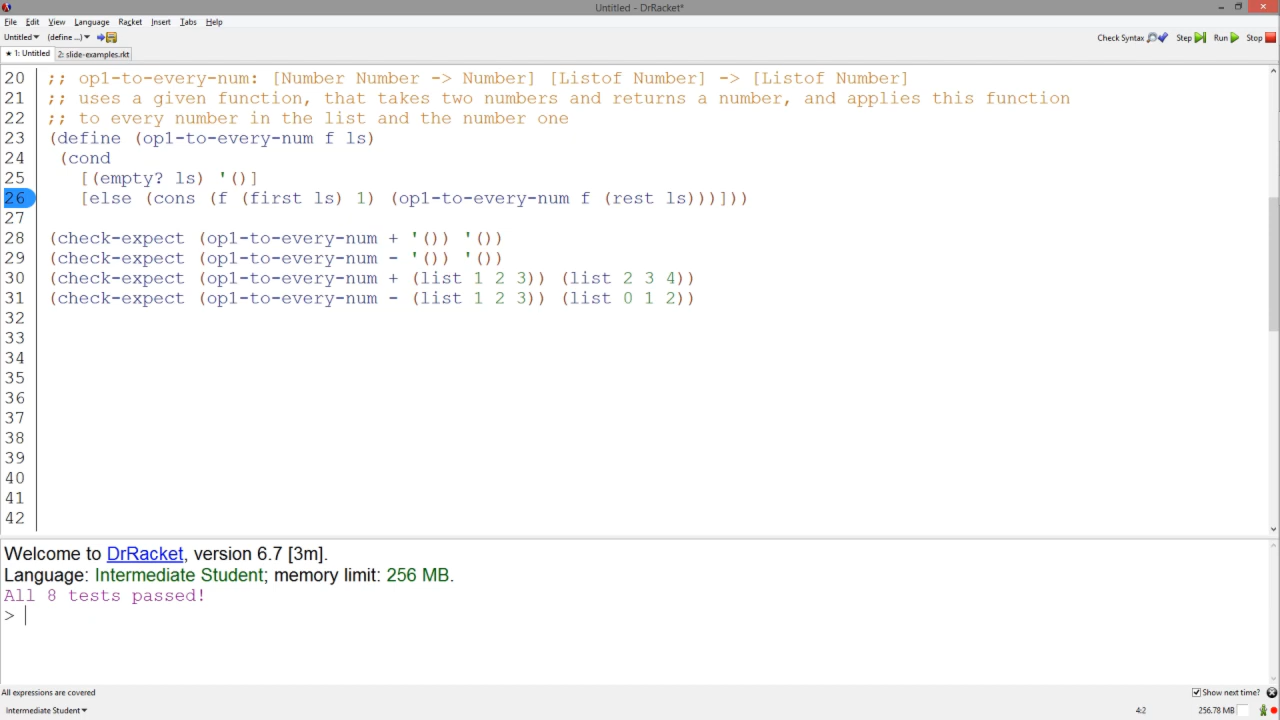 Untitled - DrRacket*
File Edit View Language Racket Insert Tabs Help
Untitled▾ (define ...)▾ Check Syntax Step Run Stop
★ 1: Untitled 2: slide-examples.rkt
20 ;; op1-to-every-num: [Number Number -> Number] [Listof Number] -> [Listof Number]
21 ;; uses a given function, that takes two numbers and returns a number, and applies this function
22 ;; to every number in the list and the number one
23 (define (op1-to-every-num f ls)
24 (cond
25 [(empty? ls) '()]
26 [else (cons (f (first ls) 1) (op1-to-every-num f (rest ls)))]))
27
28 (check-expect (op1-to-every-num + '()) '())
29 (check-expect (op1-to-every-num - '()) '())
30 (check-expect (op1-to-every-num + (list 1 2 3)) (list 2 3 4))
31 (check-expect (op1-to-every-num - (list 1 2 3)) (list 0 1 2))
32
33
34
35
36
37
38
39
40
41
42
Welcome to DrRacket, version 6.7 [3m].
Language: Intermediate Student; memory limit: 256 MB.
All 8 tests passed!
>
All expressions are covered Show next time?
Intermediate Student▾ 4:2 256.78 MB